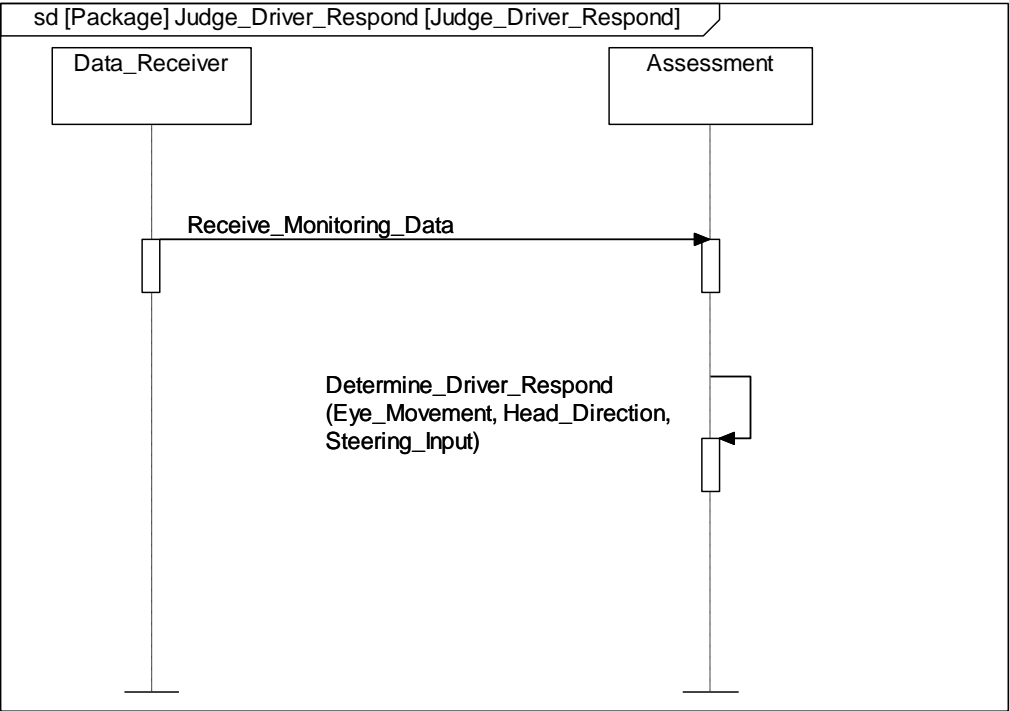 sd [Package] Judge_Driver_Respond [Judge_Driver_Respond]
Data_Receiver
Assessment
Receive_Monitoring_Data
Determine_Driver_Respond
(Eye_Movement, Head_Direction,
Steering_Input)